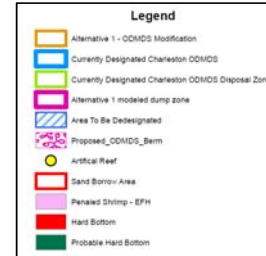 Legend
Alternative 1 - ODMDS Modification
Currently Designated Charleston ODMDS
Currently Designated Charleston ODMDS Disposal Zon
Alternative 1 modeled dump zone
Area To Be Dedesignated
Proposed_ODMDS_Berm
Artifical Reef
Sand Borrow Area
Penaied Shrimp - EFH
Hard Bottom
Probable Hard Bottom